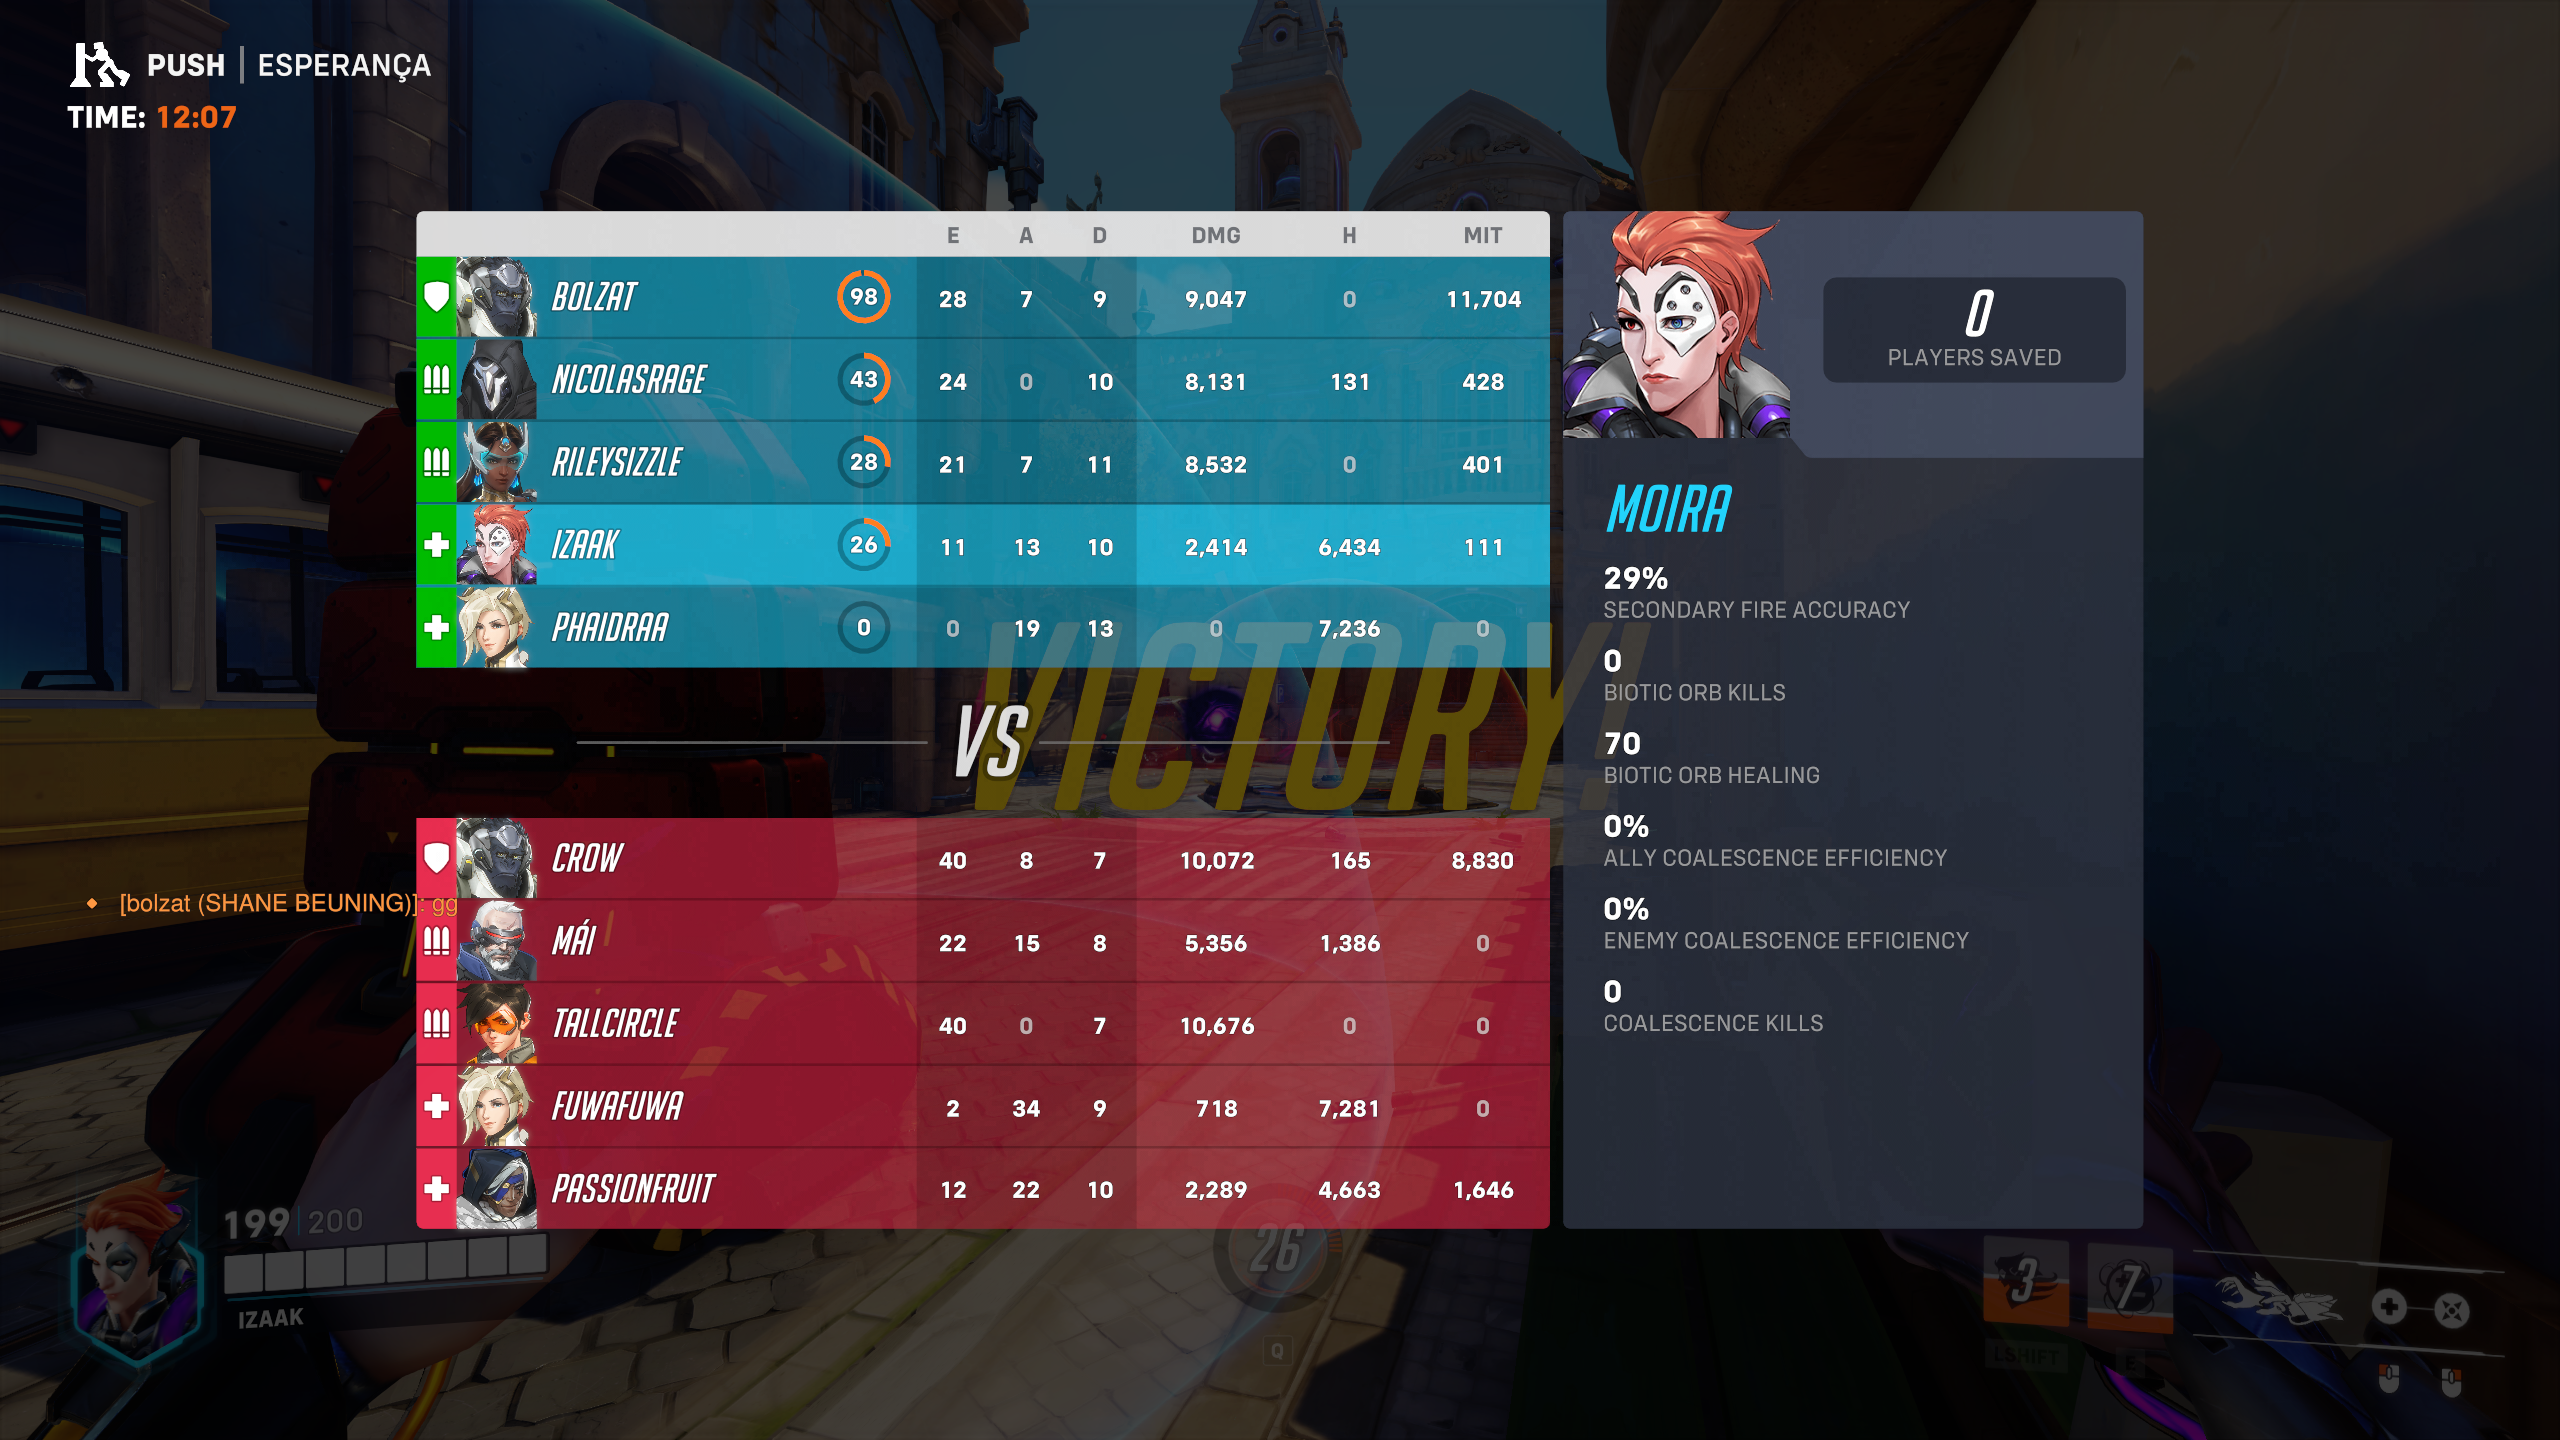 PUSH | ESPERANÇA
TIME: 12:07
E A D DMG H MIT
BOLZAT 98 28 7 9 9,047 0 11,704
NICOLASRAGE 43 24 0 10 8,131 131 428
RILEYSIZZLE 28 21 7 11 8,532 0 401
IZAAK 26 11 13 10 2,414 6,434 111
PHAIDRAA 0 0 19 13 0 7,236 0
VICTORY!
VS
CROW 40 8 7 10,072 165 8,830
[bolzat (SHANE BEUNING)]: gg
MÁI 22 15 8 5,356 1,386 0
TALLCIRCLE 40 0 7 10,676 0 0
FUWAFUWA 2 34 9 718 7,281 0
PASSIONFRUIT 12 22 10 2,289 4,663 1,646
0
PLAYERS SAVED
MOIRA
29%
SECONDARY FIRE ACCURACY
0
BIOTIC ORB KILLS
70
BIOTIC ORB HEALING
0%
ALLY COALESCENCE EFFICIENCY
0%
ENEMY COALESCENCE EFFICIENCY
0
COALESCENCE KILLS
199 | 200
IZAAK
26
Q
3
LSHIFT
7
E